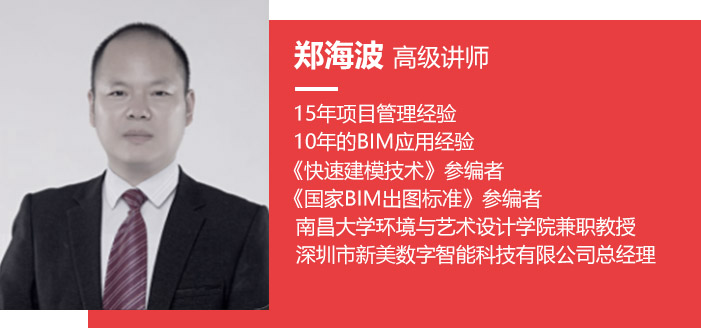 郑海波 高级讲师
15年项目管理经验
10年的BIM应用经验
《快速建模技术》参编者
《国家BIM出图标准》参编者
南昌大学环境与艺术设计学院兼职教授
深圳市新美数字智能科技有限公司总经理